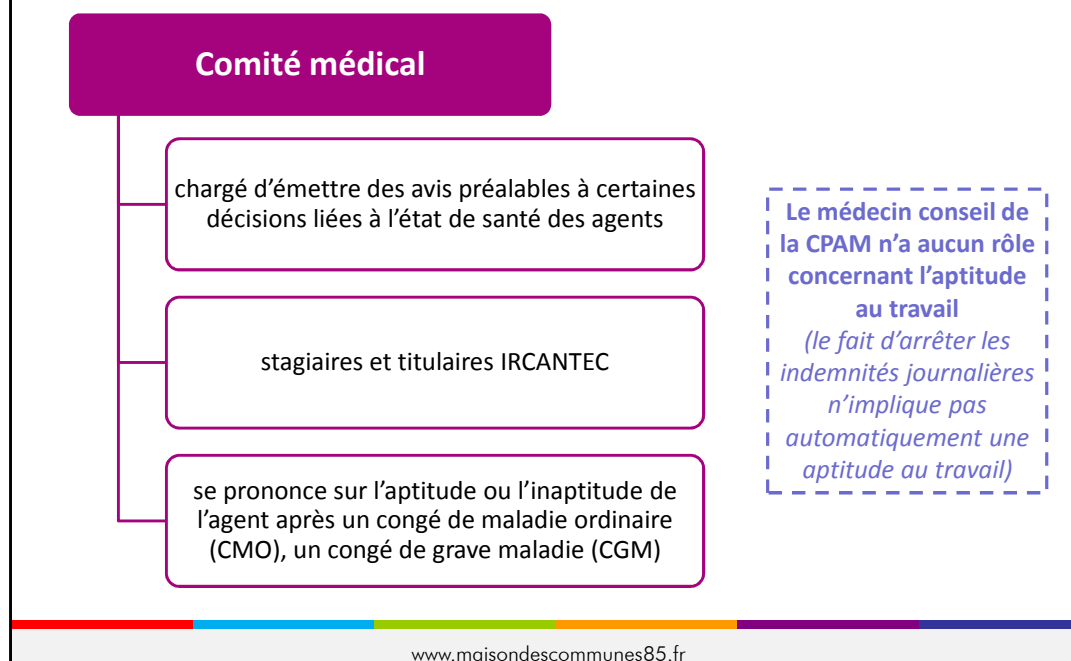 Comité médical
chargé d'émettre des avis préalables à certaines
décisions liées à l'état de santé des agents
stagiaires et titulaires IRCANTEC
se prononce sur l'aptitude ou l'inaptitude de
l'agent après un congé de maladie ordinaire
(CMO), un congé de grave maladie (CGM)
Le médecin conseil de
la CPAM n'a aucun rôle
concernant l'aptitude
au travail
(le fait d'arrêter les
indemnités journalières
n'implique pas
automatiquement une
aptitude au travail)
www.maisondescommunes85.fr